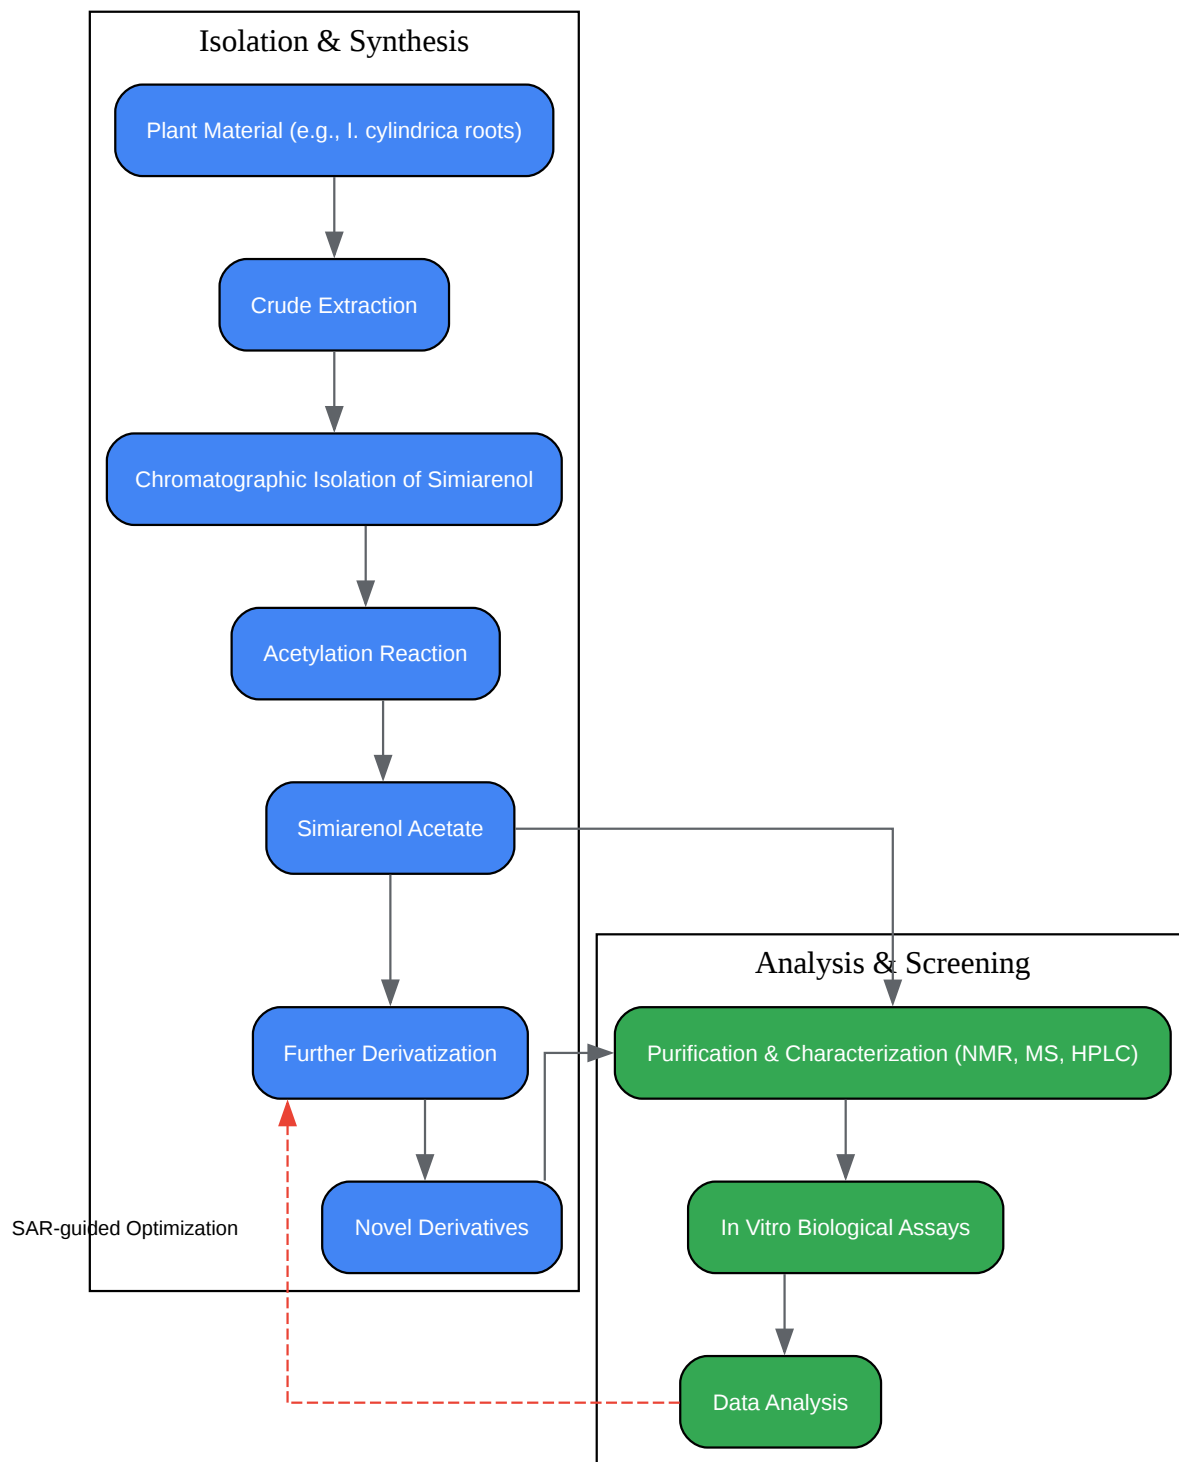 Isolation & Synthesis
Plant Material (e.g., I. cylindrica roots)
Crude Extraction
Chromatographic Isolation of Simiarenol
Acetylation Reaction
Simiarenol Acetate
Further Derivatization
Novel Derivatives
SAR-guided Optimization
Analysis & Screening
Purification & Characterization (NMR, MS, HPLC)
In Vitro Biological Assays
Data Analysis